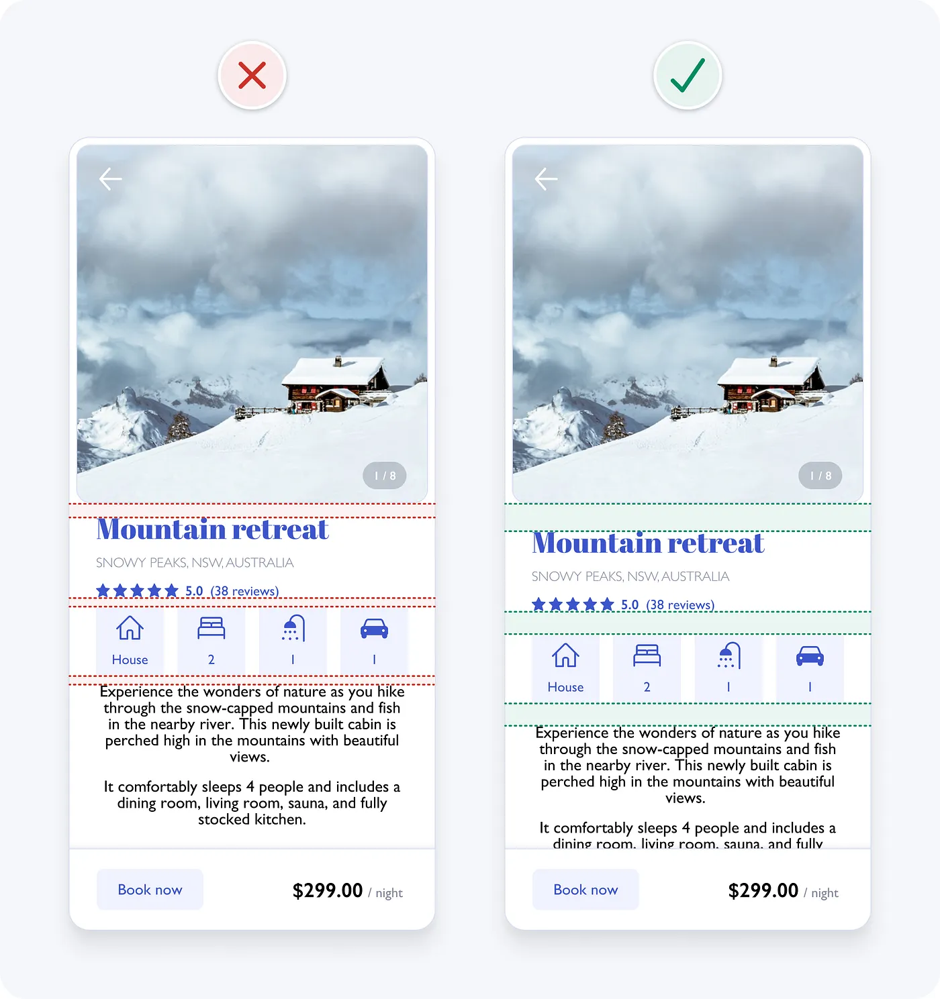 1 / 8
Mountain retreat
SNOWY PEAKS, NSW, AUSTRALIA
5.0 (38 reviews)
House
2
1
1
Experience the wonders of nature as you hike
through the snow-capped mountains and fish
in the nearby river. This newly built cabin is
perched high in the mountains with beautiful
views.
It comfortably sleeps 4 people and includes a
dining room, living room, sauna, and fully
stocked kitchen.
Book now
$299.00 / night
1 / 8
Mountain retreat
SNOWY PEAKS, NSW, AUSTRALIA
5.0 (38 reviews)
House
2
1
1
Experience the wonders of nature as you hike
through the snow-capped mountains and fish
in the nearby river. This newly built cabin is
perched high in the mountains with beautiful
views.
It comfortably sleeps 4 people and includes a
dining room, living room, sauna, and fully
Book now
$299.00 / night